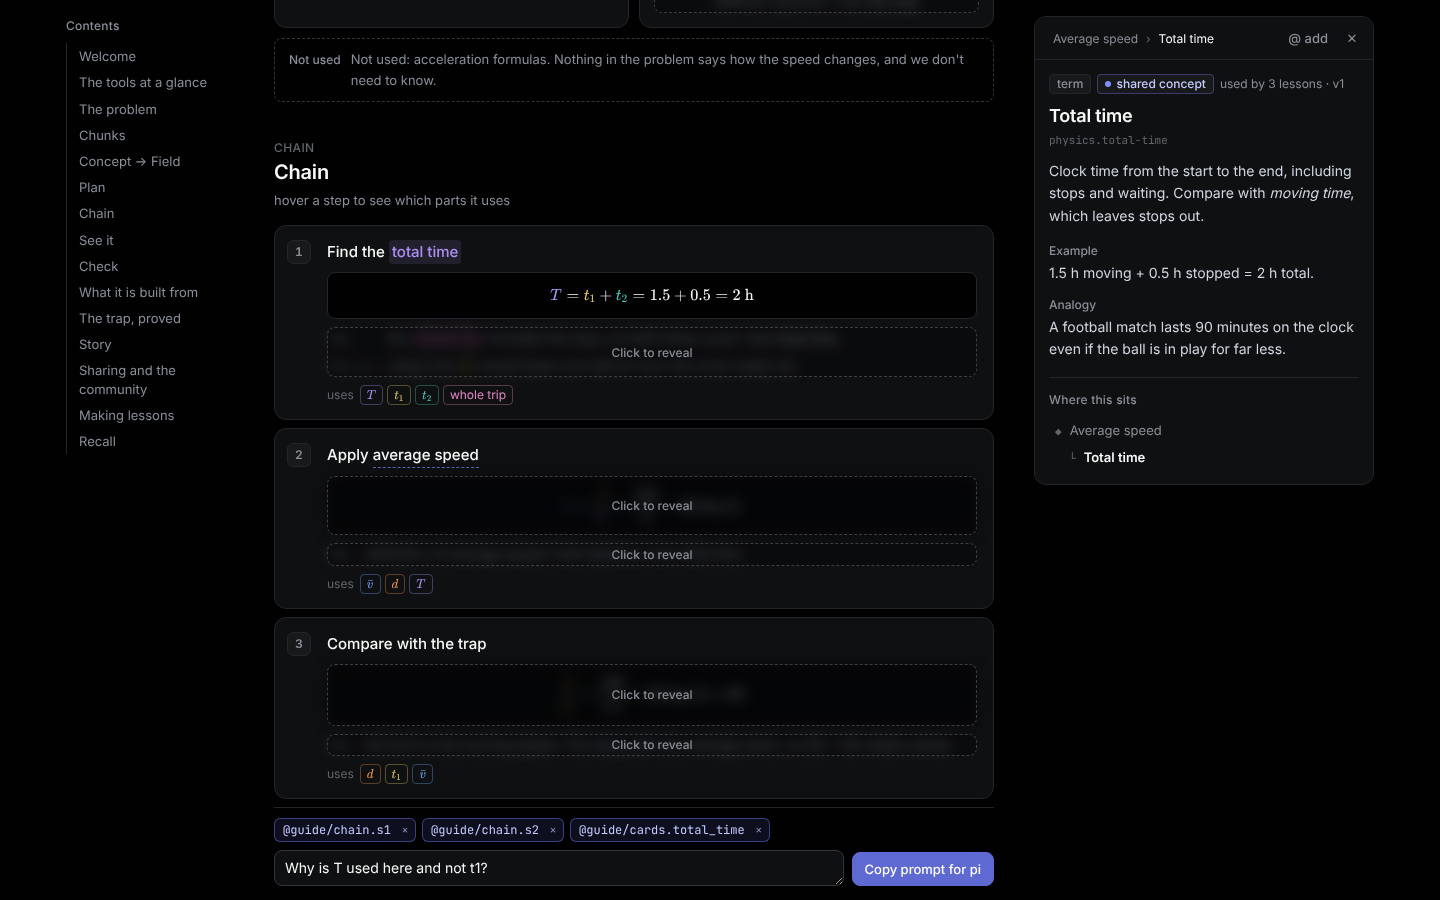 Contents
Welcome
The tools at a glance
The problem
Chunks
Concept → Field
Plan
Chain
See it
Check
What it is built from
The trap, proved
Story
Sharing and the
community
Making lessons
Recall
Not used Not used: acceleration formulas. Nothing in the problem says how the speed changes, and we don't
need to know.
CHAIN
Chain
hover a step to see which parts it uses
1 Find the total time
T = t₁ + t₂ = 1.5 + 0.5 = 2 h
Click to reveal
uses T t₁ t₂ whole trip
2 Apply average speed
Click to reveal
Click to reveal
uses v̄ d T
3 Compare with the trap
Click to reveal
Click to reveal
uses d t₁ v̄
@guide/chain.s1 × @guide/chain.s2 × @guide/cards.total_time ×
Why is T used here and not t1?
Copy prompt for pi
Average speed › Total time @ add ×
term shared concept used by 3 lessons · v1
Total time
physics.total-time
Clock time from the start to the end, including
stops and waiting. Compare with moving time,
which leaves stops out.
Example
1.5 h moving + 0.5 h stopped = 2 h total.
Analogy
A football match lasts 90 minutes on the clock
even if the ball is in play for far less.
Where this sits
◆ Average speed
└ Total time